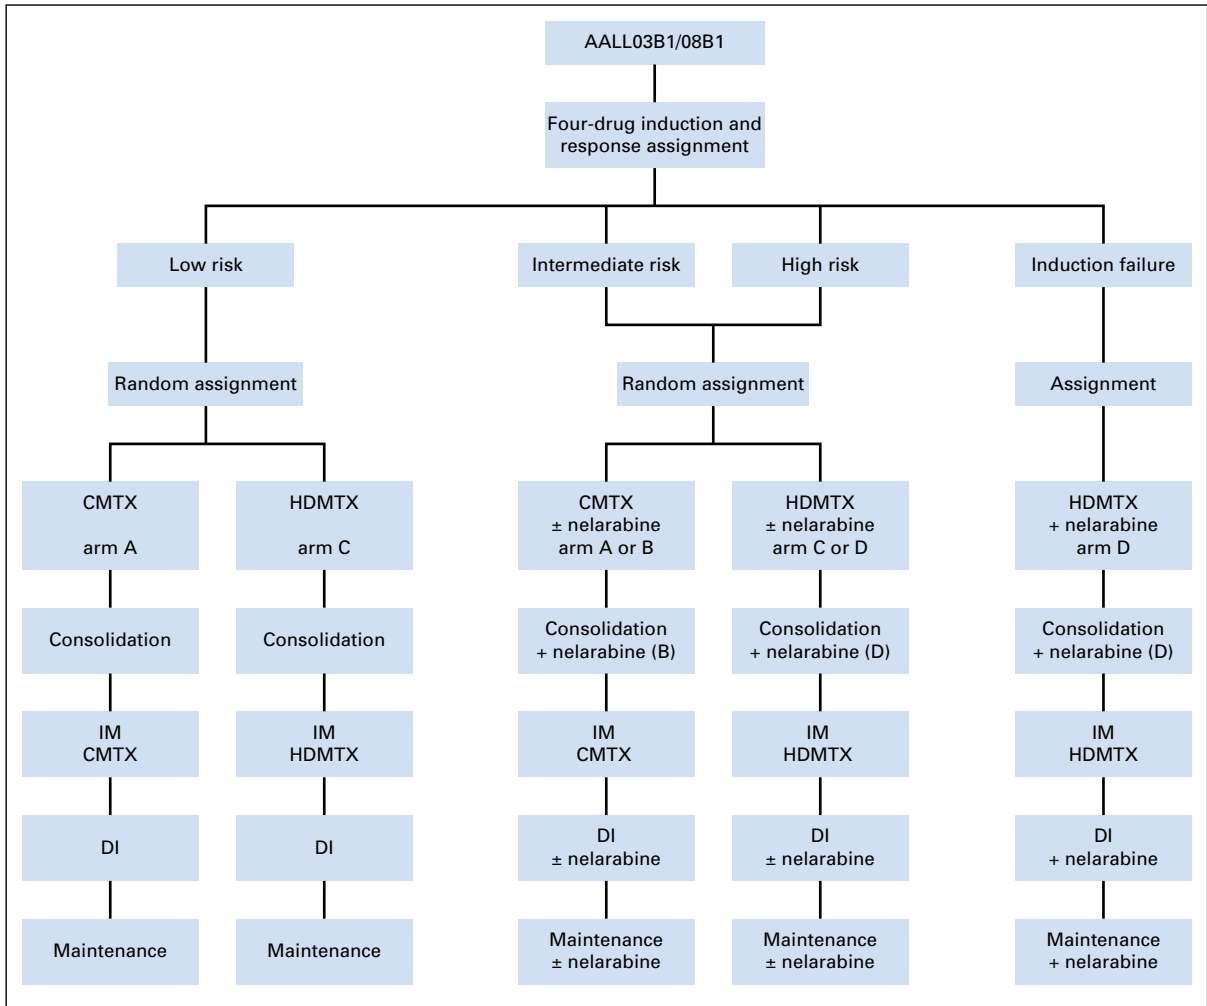 AALL03B1/08B1
Four-drug induction and
response assignment
Low risk
Intermediate risk
High risk
Induction failure
Random assignment
Random assignment
Assignment
CMTX
arm A
HDMTX
arm C
CMTX
± nelarabine
arm A or B
HDMTX
± nelarabine
arm C or D
HDMTX
+ nelarabine
arm D
Consolidation
Consolidation
Consolidation
+ nelarabine (B)
Consolidation
+ nelarabine (D)
Consolidation
+ nelarabine (D)
IM
CMTX
IM
HDMTX
IM
CMTX
IM
HDMTX
IM
HDMTX
DI
DI
DI
± nelarabine
DI
± nelarabine
DI
+ nelarabine
Maintenance
Maintenance
Maintenance
± nelarabine
Maintenance
± nelarabine
Maintenance
+ nelarabine